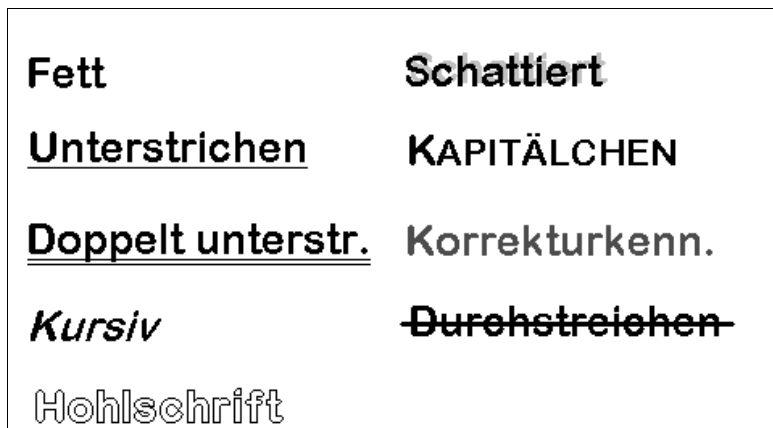 Fett Schattiert
Unterstrichen KAPITÄLCHEN
Doppelt unterstr. Korrekturkenn.
Kursiv Durchstreichen
Hohlschrift